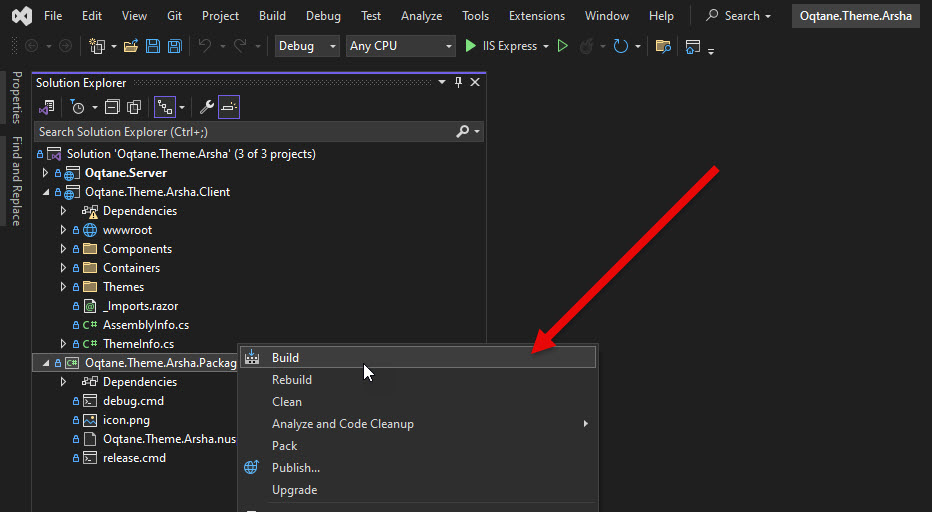 File Edit View Git Project Build Debug Test Analyze Tools Extensions Window Help Search Oqtane.Theme.Arsha
Debug Any CPU IIS Express
Properties
Find and Replace
Solution Explorer
Search Solution Explorer (Ctrl+;)
Solution 'Oqtane.Theme.Arsha' (3 of 3 projects)
Oqtane.Server
Oqtane.Theme.Arsha.Client
Dependencies
wwwroot
Components
Containers
Themes
_Imports.razor
C# AssemblyInfo.cs
C# ThemeInfo.cs
C# Oqtane.Theme.Arsha.Packag
Dependencies
debug.cmd
icon.png
Oqtane.Theme.Arsha.nus
release.cmd
Build
Rebuild
Clean
Analyze and Code Cleanup
Pack
Publish...
Upgrade